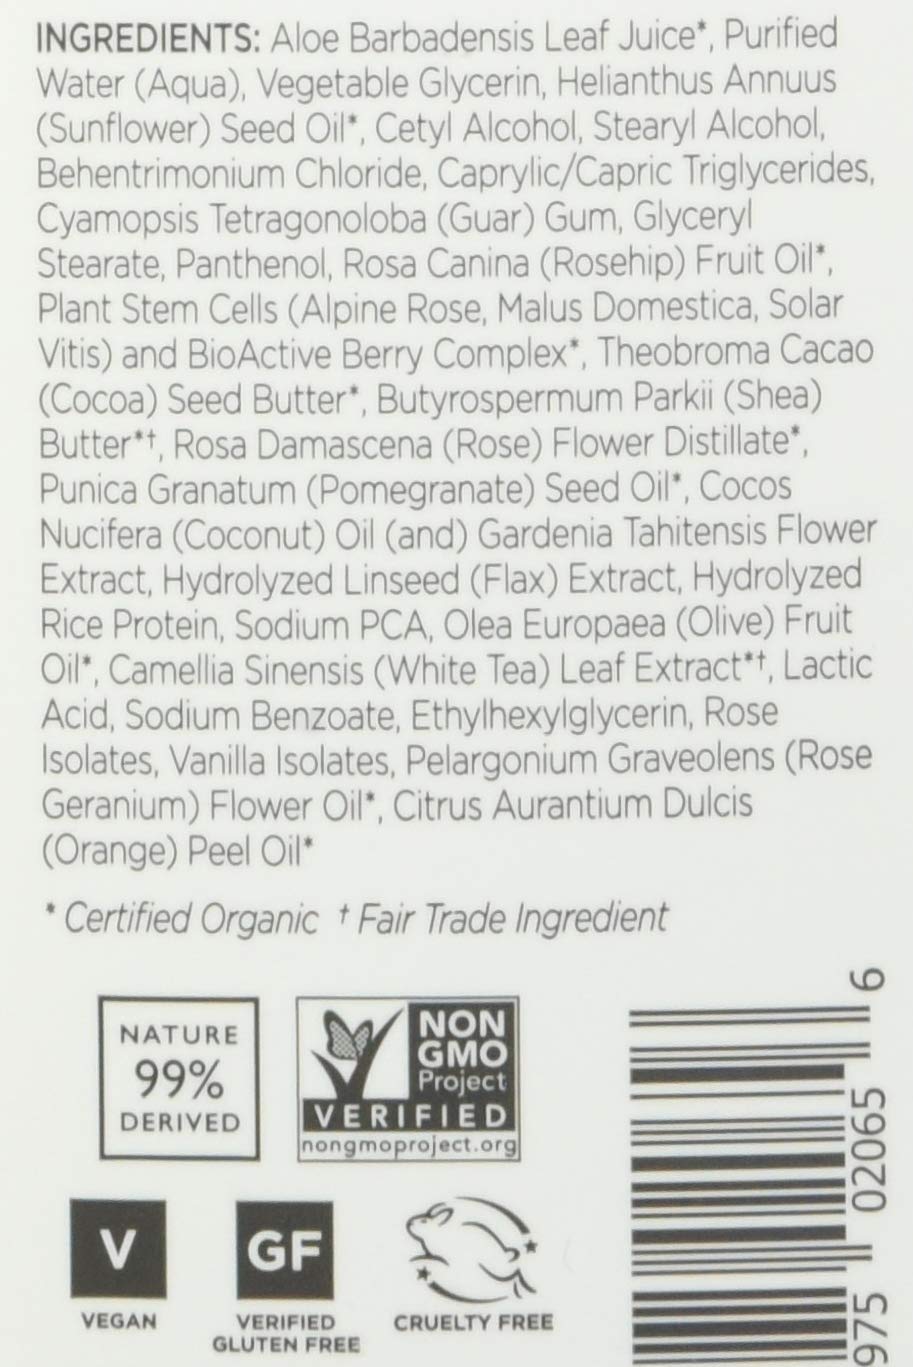 INGREDIENTS: Aloe Barbadensis Leaf Juice*, Purified
Water (Aqua), Vegetable Glycerin, Helianthus Annuus
(Sunflower) Seed Oil*, Cetyl Alcohol, Stearyl Alcohol,
Behentrimonium Chloride, Caprylic/Capric Triglycerides,
Cyamopsis Tetragonoloba (Guar) Gum, Glyceryl
Stearate, Panthenol, Rosa Canina (Rosehip) Fruit Oil*,
Plant Stem Cells (Alpine Rose, Malus Domestica, Solar
Vitis) and BioActive Berry Complex*, Theobroma Cacao
(Cocoa) Seed Butter*, Butyrospermum Parkii (Shea)
Butter*†, Rosa Damascena (Rose) Flower Distillate*,
Punica Granatum (Pomegranate) Seed Oil*, Cocos
Nucifera (Coconut) Oil (and) Gardenia Tahitensis Flower
Extract, Hydrolyzed Linseed (Flax) Extract, Hydrolyzed
Rice Protein, Sodium PCA, Olea Europaea (Olive) Fruit
Oil*, Camellia Sinensis (White Tea) Leaf Extract*†, Lactic
Acid, Sodium Benzoate, Ethylhexylglycerin, Rose
Isolates, Vanilla Isolates, Pelargonium Graveolens (Rose
Geranium) Flower Oil*, Citrus Aurantium Dulcis
(Orange) Peel Oil*
* Certified Organic † Fair Trade Ingredient
NATURE
99%
DERIVED
NON
GMO
Project
VERIFIED
nongmoproject.org
V
VEGAN
GF
VERIFIED
GLUTEN FREE
CRUELTY FREE
975 02065 6